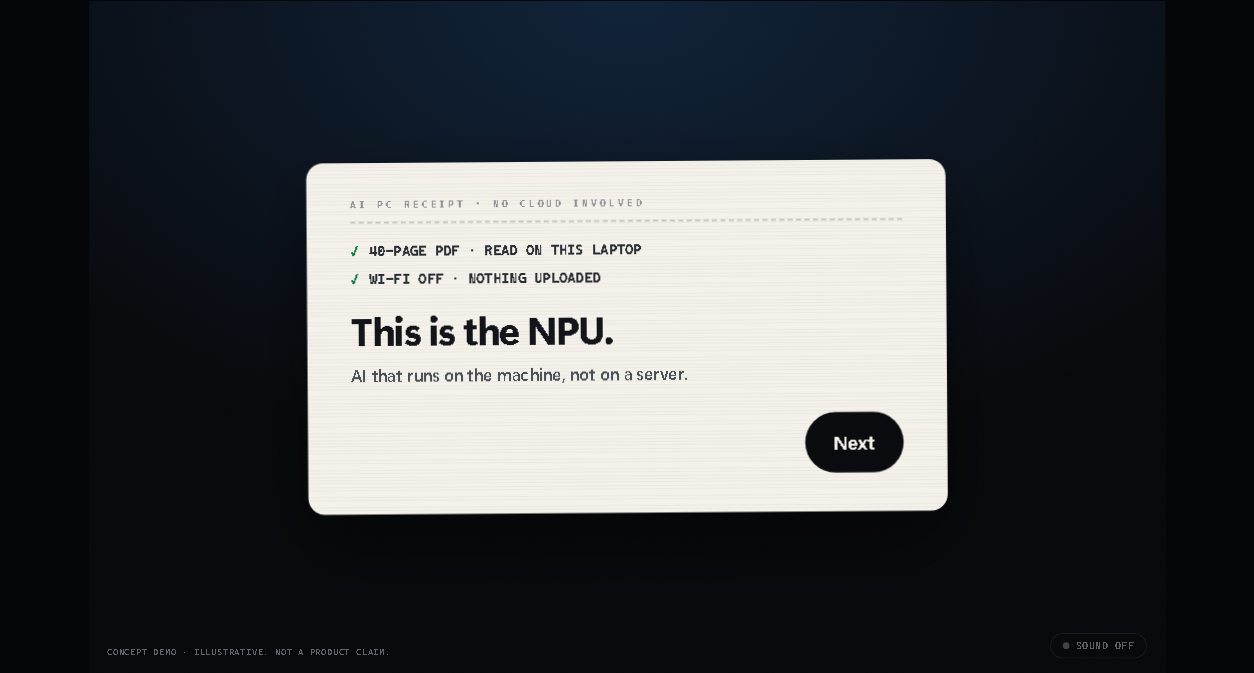 AI PC RECEIPT · NO CLOUD INVOLVED
✓ 40-PAGE PDF · READ ON THIS LAPTOP
✓ WI-FI OFF · NOTHING UPLOADED
This is the NPU.
AI that runs on the machine, not on a server.
Next
CONCEPT DEMO · ILLUSTRATIVE. NOT A PRODUCT CLAIM.
SOUND OFF